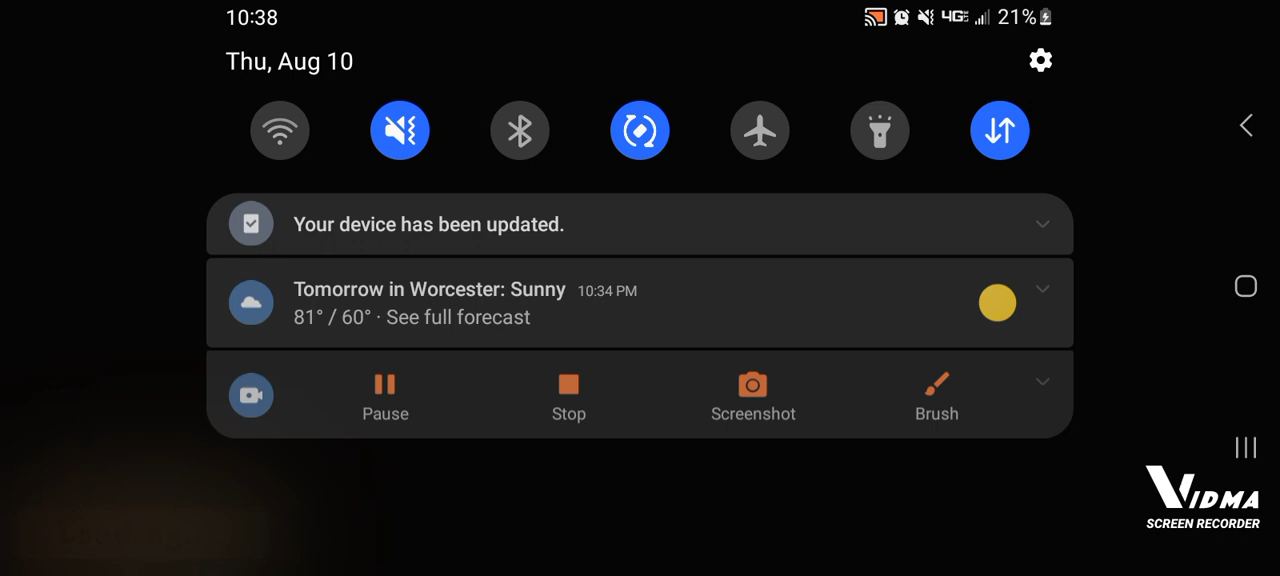 10:38
4G 21%
Thu, Aug 10
Your device has been updated.
Tomorrow in Worcester: Sunny 10:34 PM
81° / 60° · See full forecast
Pause Stop Screenshot Brush
VIDMA
SCREEN RECORDER